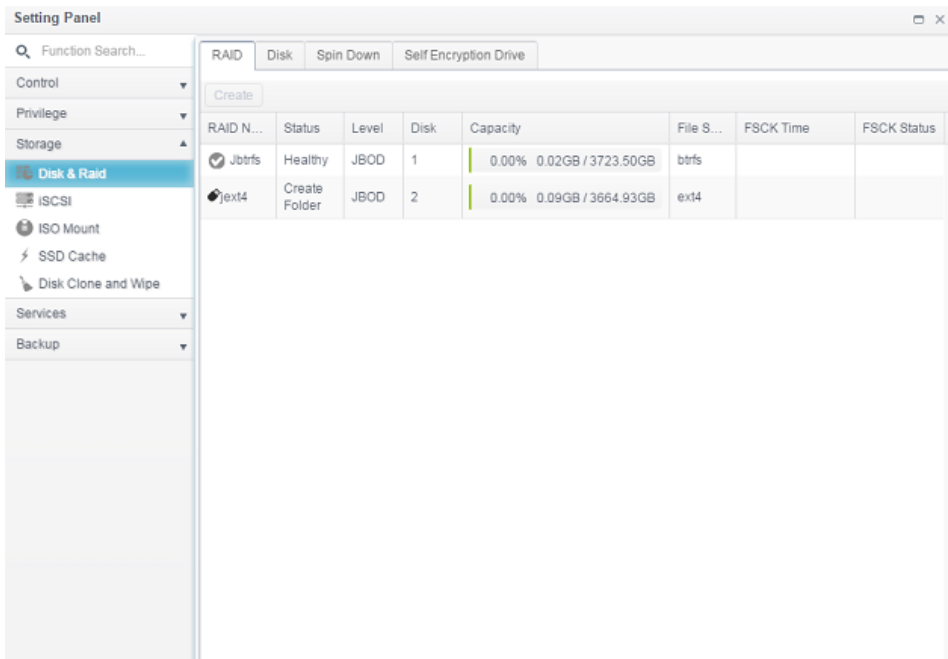 Setting Panel
Function Search...
Control
Privilege
Storage
Disk & Raid
iSCSI
ISO Mount
SSD Cache
Disk Clone and Wipe
Services
Backup
RAID Disk Spin Down Self Encryption Drive
Create
RAID N... Status Level Disk Capacity File S... FSCK Time FSCK Status
Jbtrfs Healthy JBOD 1 0.00% 0.02GB / 3723.50GB btrfs
jext4 Create Folder JBOD 2 0.00% 0.09GB / 3664.93GB ext4